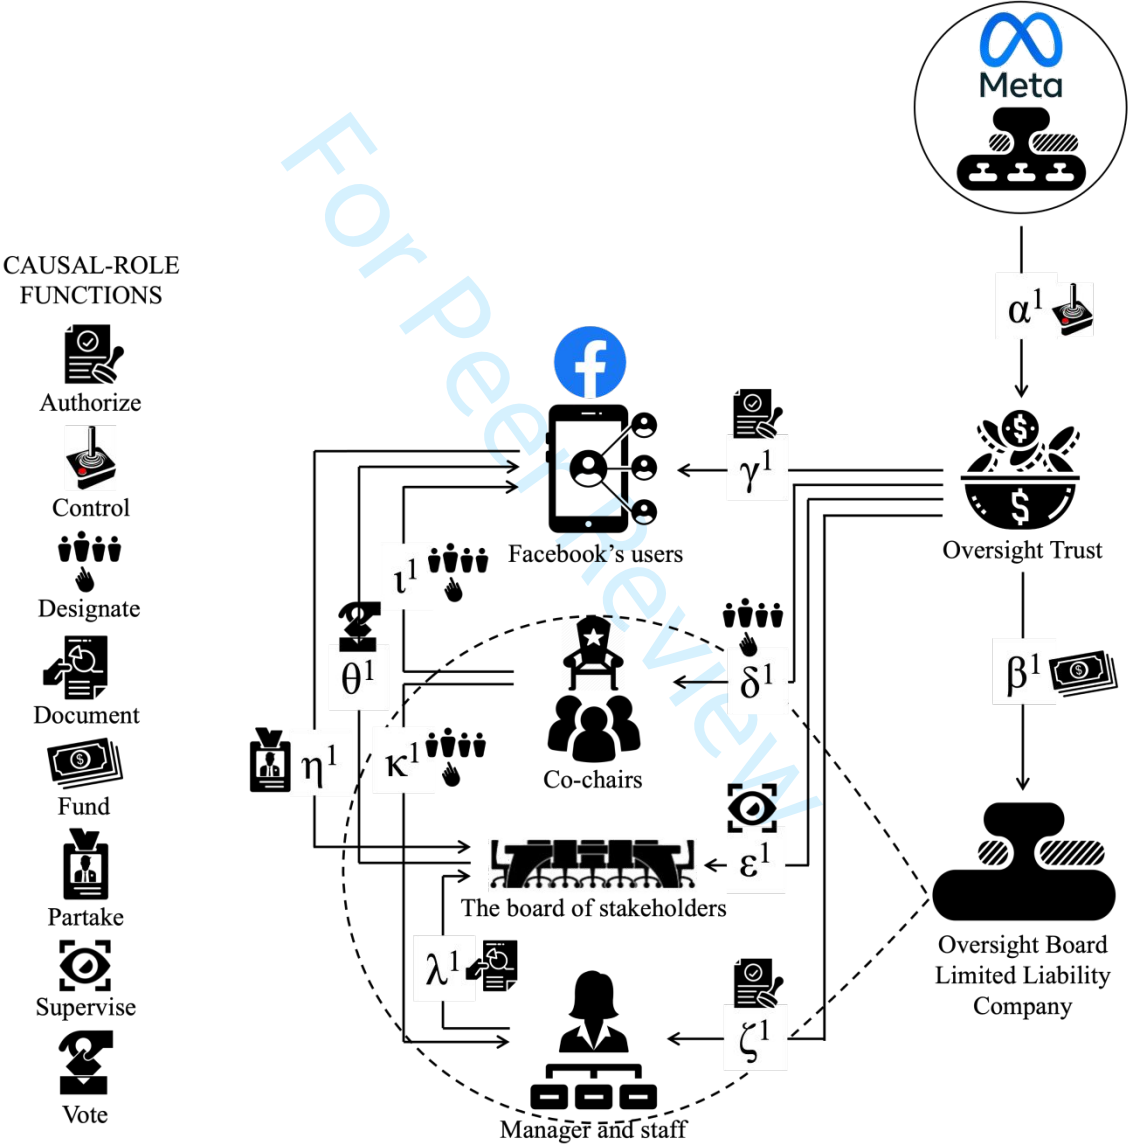 Meta
CAUSAL-ROLE
FUNCTIONS
Authorize
Control
Designate
Document
Fund
Partake
Supervise
Vote
For Peer Review
α¹
Facebook’s users
γ¹
Oversight Trust
ι¹
θ¹
δ¹
β¹
η¹
κ¹
Co-chairs
ε¹
The board of stakeholders
λ¹
ζ¹
Oversight Board
Limited Liability
Company
Manager and staff